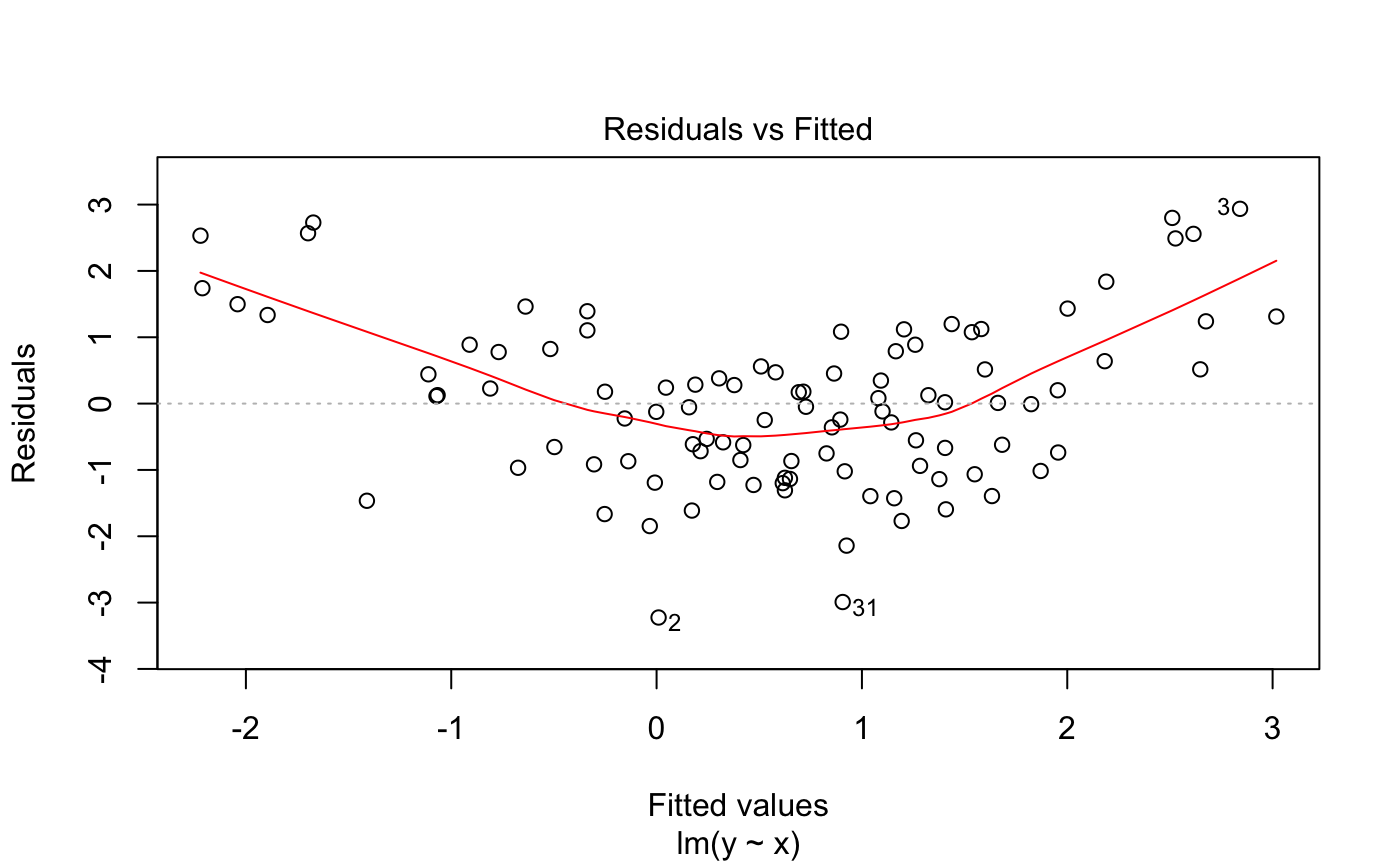 Residuals vs Fitted
Residuals
3
2
1
0
-1
-2
-3
-4
3
31
2
-2 -1 0 1 2 3
Fitted values
lm(y ~ x)